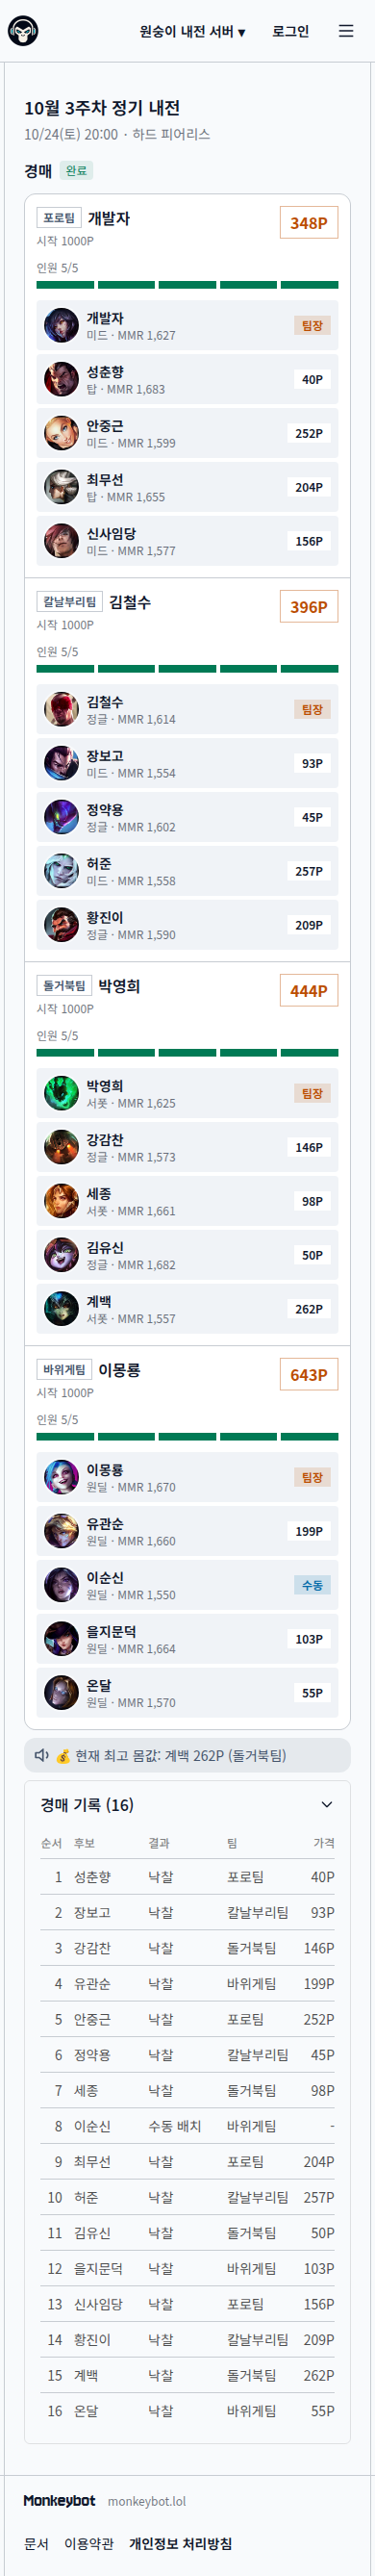 원숭이 내전 서버 ▾ 로그인
10월 3주차 정기 내전
10/24(토) 20:00 · 하드 피어리스
경매 완료
포로팀 개발자 348P
시작 1000P
인원 5/5
개발자 팀장
미드 · MMR 1,627
성춘향 40P
탑 · MMR 1,683
안중근 252P
미드 · MMR 1,599
최무선 204P
탑 · MMR 1,655
신사임당 156P
미드 · MMR 1,577
칼날부리팀 김철수 396P
시작 1000P
인원 5/5
김철수 팀장
정글 · MMR 1,614
장보고 93P
미드 · MMR 1,554
정약용 45P
정글 · MMR 1,602
허준 257P
미드 · MMR 1,558
황진이 209P
정글 · MMR 1,590
돌거북팀 박영희 444P
시작 1000P
인원 5/5
박영희 팀장
서폿 · MMR 1,625
강감찬 146P
정글 · MMR 1,573
세종 98P
서폿 · MMR 1,661
김유신 50P
정글 · MMR 1,682
계백 262P
서폿 · MMR 1,557
바위게팀 이몽룡 643P
시작 1000P
인원 5/5
이몽룡 팀장
원딜 · MMR 1,670
유관순 199P
원딜 · MMR 1,660
이순신 수동
원딜 · MMR 1,550
을지문덕 103P
원딜 · MMR 1,664
온달 55P
원딜 · MMR 1,570
💰 현재 최고 몸값: 계백 262P (돌거북팀)
경매 기록 (16)
순서 후보 결과 팀 가격
1 성춘향 낙찰 포로팀 40P
2 장보고 낙찰 칼날부리팀 93P
3 강감찬 낙찰 돌거북팀 146P
4 유관순 낙찰 바위게팀 199P
5 안중근 낙찰 포로팀 252P
6 정약용 낙찰 칼날부리팀 45P
7 세종 낙찰 돌거북팀 98P
8 이순신 수동 배치 바위게팀 -
9 최무선 낙찰 포로팀 204P
10 허준 낙찰 칼날부리팀 257P
11 김유신 낙찰 돌거북팀 50P
12 을지문덕 낙찰 바위게팀 103P
13 신사임당 낙찰 포로팀 156P
14 황진이 낙찰 칼날부리팀 209P
15 계백 낙찰 돌거북팀 262P
16 온달 낙찰 바위게팀 55P
Monkeybot monkeybot.lol
문서 이용약관 개인정보 처리방침